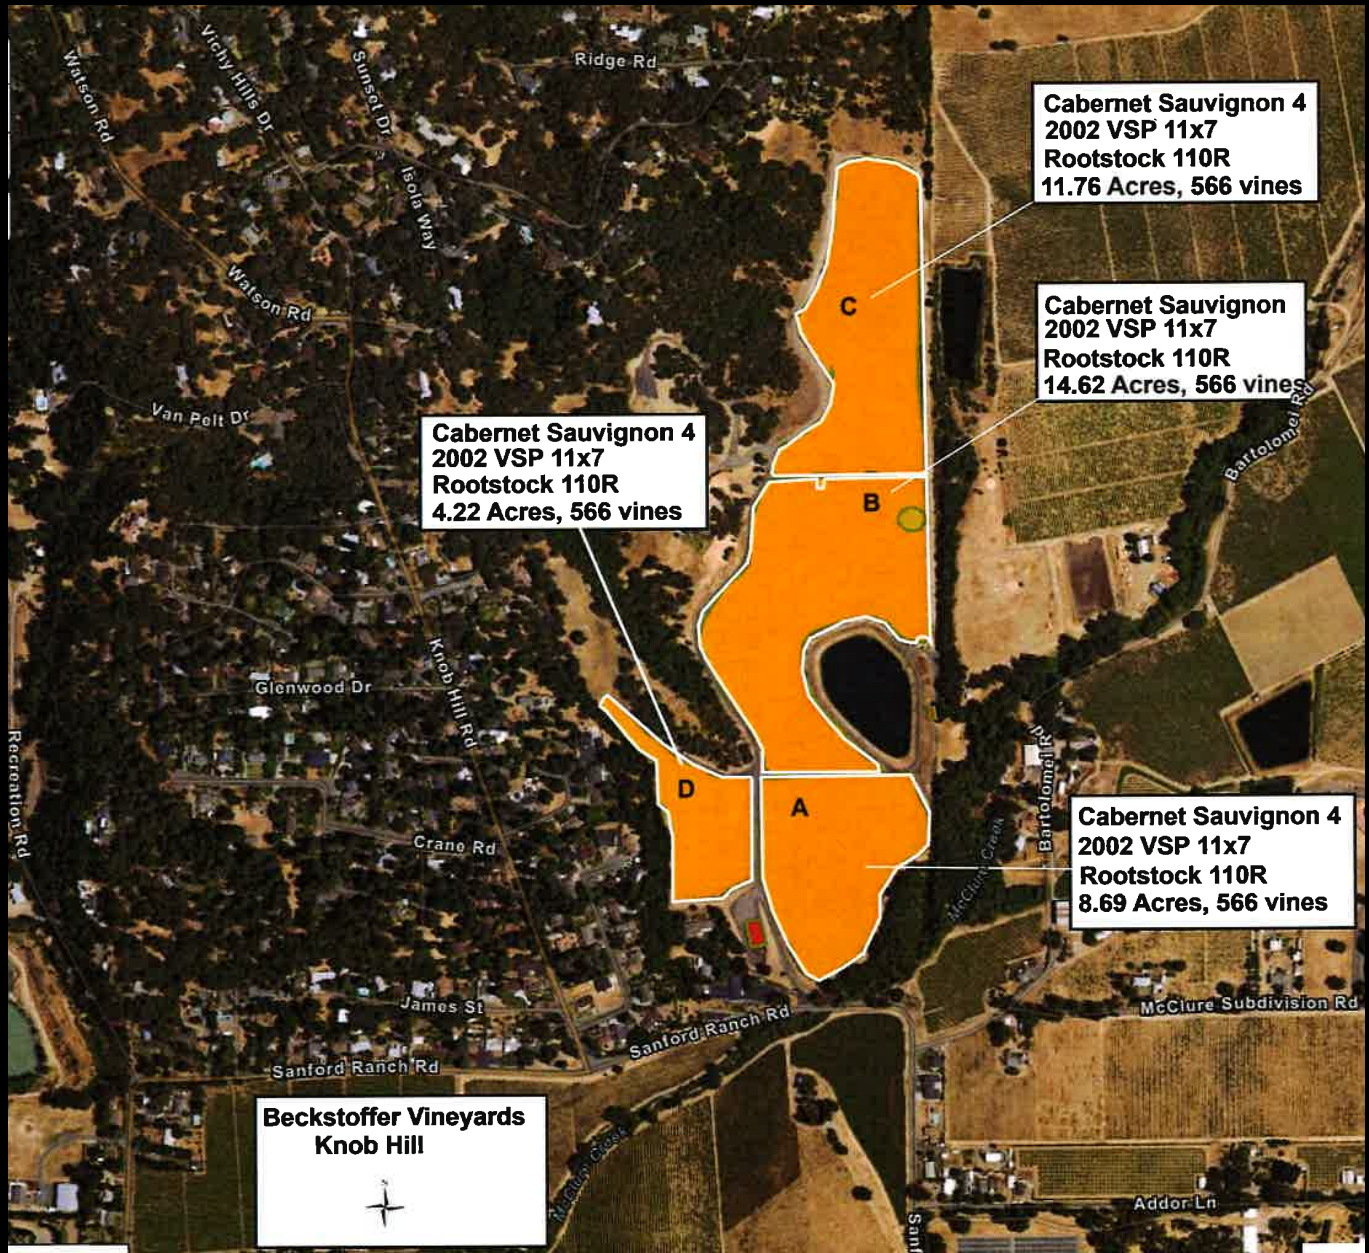 Ridge Rd
Vichy Hills Dr
Sunset Dr
Watson Rd
Isola Way
Cabernet Sauvignon 4
2002 VSP 11x7
Rootstock 110R
11.76 Acres, 566 vines
Watson Rd
C
Cabernet Sauvignon
2002 VSP 11x7
Rootstock 110R
14.62 Acres, 566 vines
Van Pelt Dr
Bartolomei Rd
Cabernet Sauvignon 4
2002 VSP 11x7
Rootstock 110R
4.22 Acres, 566 vines
B
Knob Hill Rd
Glenwood Dr
Recreation Rd
D
A
Bartolomei R
Crane Rd
McClure Creek
Cabernet Sauvignon 4
2002 VSP 11x7
Rootstock 110R
8.69 Acres, 566 vines
James St
McClure Subdivision Rd
Sanford Ranch Rd
Sanford Ranch Rd
Beckstoffer Vineyards
Knob Hill
McClure Creek
Addor Ln
Sanf